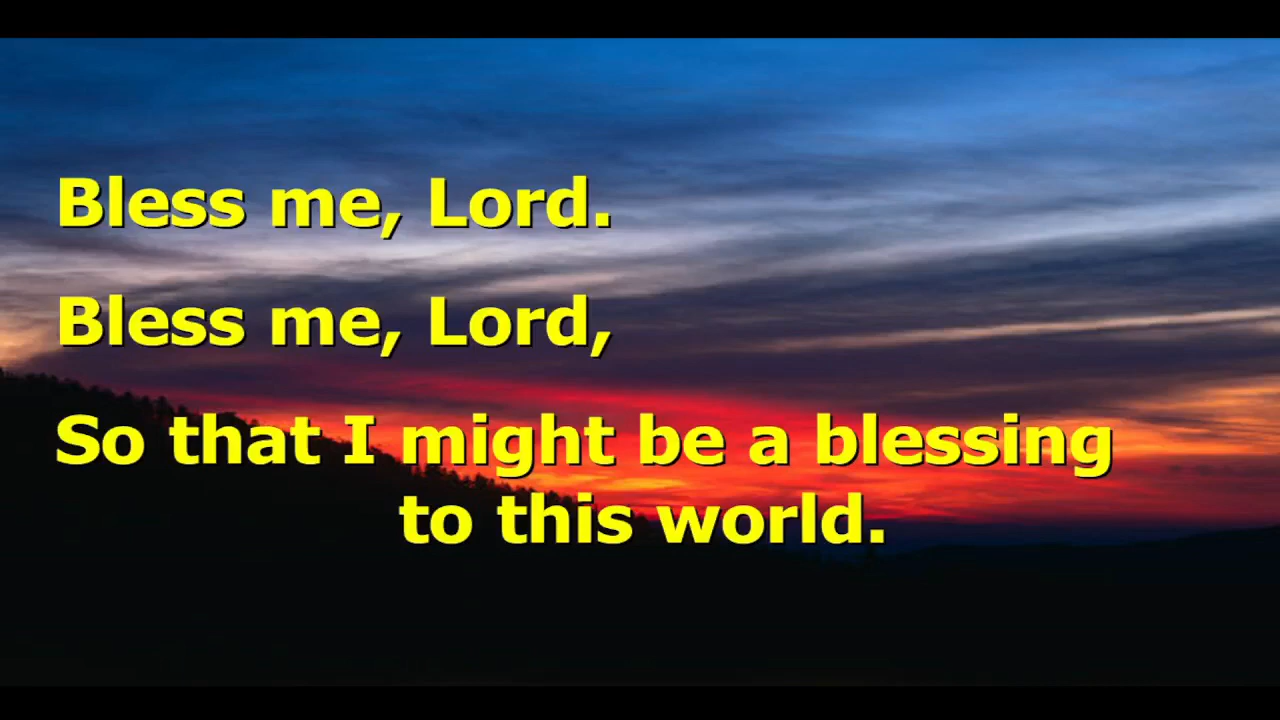 Bless me, Lord.
Bless me, Lord,
So that I might be a blessing
to this world.